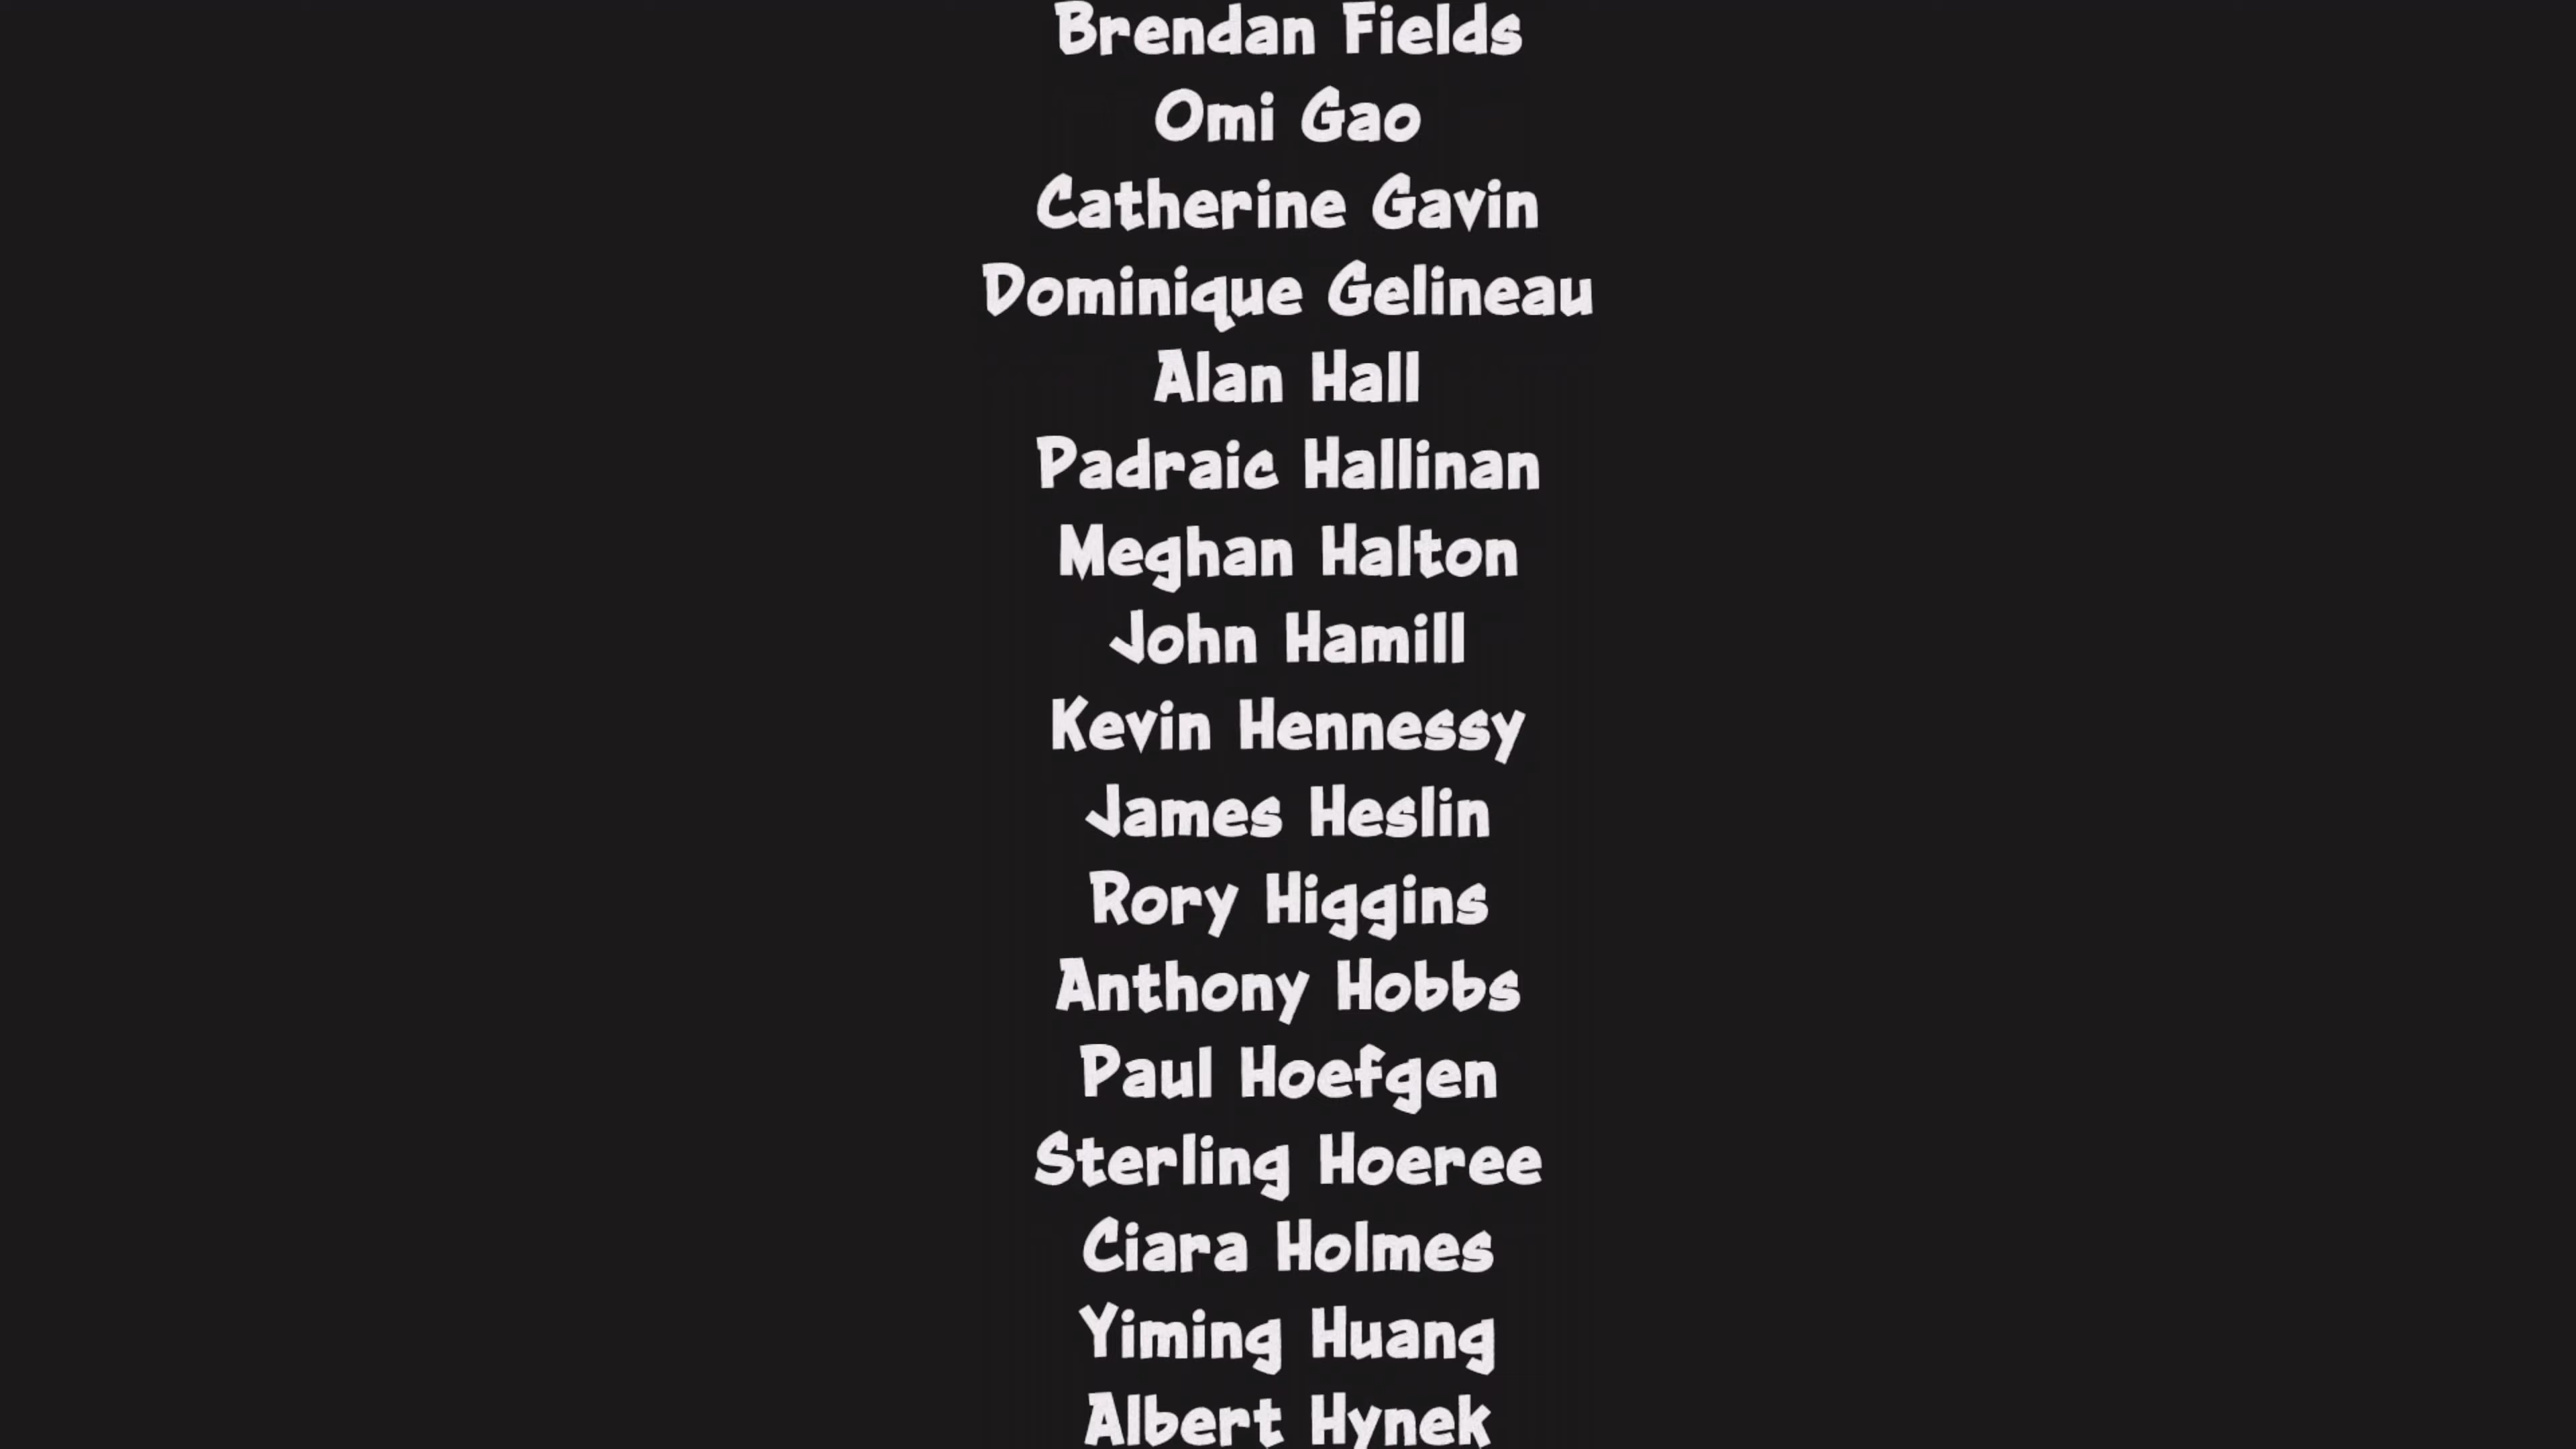 Brendan Fields
Omi Gao
Catherine Gavin
Dominique Gelineau
Alan Hall
Padraic Hallinan
Meghan Halton
John Hamill
Kevin Hennessy
James Heslin
Rory Higgins
Anthony Hobbs
Paul Hoefgen
Sterling Hoeree
Ciara Holmes
Yiming Huang
Albert Hynek